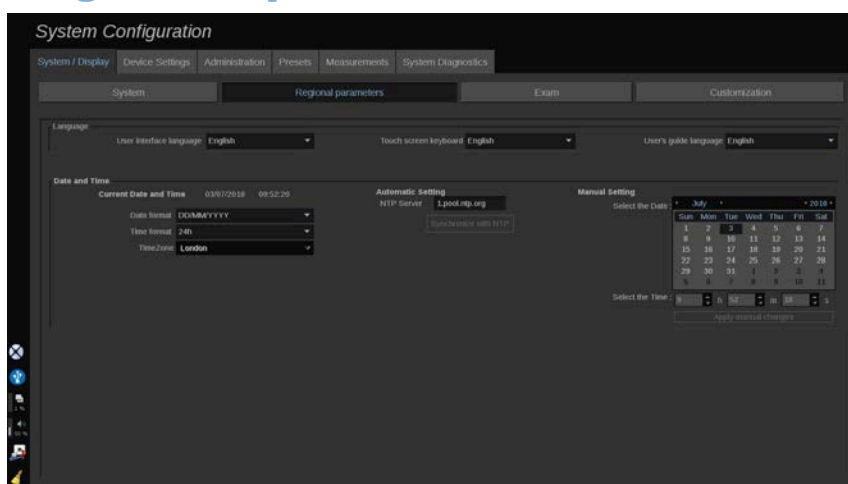 System Configuration
System / Display Device Settings Administration Presets Measurements System Diagnostics
System Regional parameters Exam Customization
Language
User interface language English Touch screen keyboard English User's guide language English
Date and Time
Current Date and Time 03/07/2018 09:52:20
Automatic Setting
Manual Setting
NTP Server 1.pool.ntp.org
Select the Date : July 2018
Date format DD/MM/YYYY
Synchronize with NTP
Sun Mon Tue Wed Thu Fri Sat
Time format 24h
1 2 3 4 5 6 7
TimeZone London
8 9 10 11 12 13 14
15 16 17 18 19 20 21
22 23 24 25 26 27 28
29 30 31 1 2 3 4
5 6 7 8 9 10 11
Select the Time : 9 h 52 m 18 s
Apply manual changes
1 %
50 %